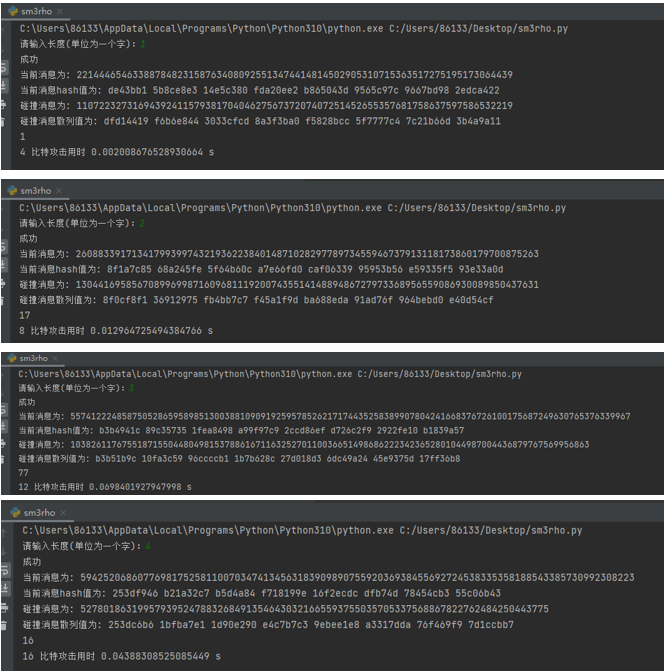 sm3rho ×
C:\Users\86133\AppData\Local\Programs\Python\Python310\python.exe C:/Users/86133/Desktop/sm3rho.py
请输入长度(单位为一个字): 1
成功
当前消息为: 22144465463388784823158763408092551347441481450290531071536351727519517306​4439
当前消息hash值为: de43bb1 5b8ce8e3 14e5c380 fda20ee2 b865043d 9565c97c 9667bd98 2edca422
碰撞消息为: 110722327316943924115793817040462756737207407251452655357681758637597586532219
碰撞消息散列值为: dfd14419 f6b6e844 3033cfcd 8a3f3ba0 f5828bcc 5f7777c4 7c21b66d 3b4a9a11
1
4 比特攻击用时 0.002008676528930664 s
sm3rho ×
C:\Users\86133\AppData\Local\Programs\Python\Python310\python.exe C:/Users/86133/Desktop/sm3rho.py
请输入长度(单位为一个字): 2
成功
当前消息为: 260883391713417993997432193622384014871028297789734559467379131181738601797008​75263
当前消息hash值为: 8f1a7c85 68a245fe 5f64b60c a7e66fd0 caf06339 95953b56 e59335f5 93e33a0d
碰撞消息为: 130441695856708996998716096811192007435514148894867279733689565590869300898504​37631
碰撞消息散列值为: 8f0cf8f1 36912975 fb4bb7c7 f45a1f9d ba688eda 91ad76f 964bebd0 e40d54cf
17
8 比特攻击用时 0.012964725494384766 s
sm3rho ×
C:\Users\86133\AppData\Local\Programs\Python\Python310\python.exe C:/Users/86133/Desktop/sm3rho.py
请输入长度(单位为一个字): 3
成功
当前消息为: 55741222485875052865958985130038810909192595785262171744352583899078042416683767261001756872496307653763​39967
当前消息hash值为: b3b4941c 89c35735 1fea8498 a99f97c9 2ccd86ef d726c2f9 2922fe10 b1839a57
碰撞消息为: 103826117675518715504480498153788616711632527011003665149868622234236528010449870044368797675​69956863
碰撞消息散列值为: b3b51b9c 10fa3c59 96ccccb1 1b7b628c 27d018d3 6dc49a24 45e9375d 17ff36b8
77
12 比特攻击用时 0.0698401927947998 s
sm3rho ×
C:\Users\86133\AppData\Local\Programs\Python\Python310\python.exe C:/Users/86133/Desktop/sm3rho.py
请输入长度(单位为一个字): 4
成功
当前消息为: 594252068607769817525811007034741345631839098907559203693845569272453833535818854338573​0992308223
当前消息hash值为: 253df946 b21a32c7 b5d4a84 f718199e 16f2ecdc dfb74d 78454cb3 55c06b43
碰撞消息为: 527801863199579395247883268491354646303216655937550357053375688678227624842504437​75
碰撞消息散列值为: 253dc6b6 1bfba7e1 1d90e290 e4c7b7c3 9ebee1e8 a3317dda 76f469f9 7d1ccbb7
16
16 比特攻击用时 0.04388308525085449 s